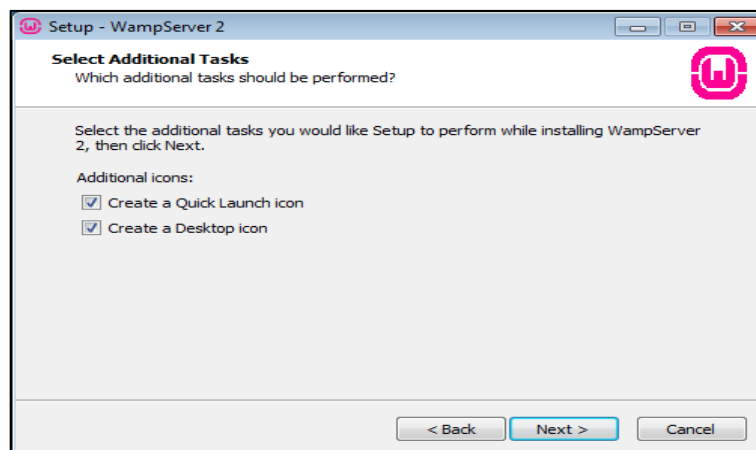 Setup - WampServer 2
Select Additional Tasks
Which additional tasks should be performed?
Select the additional tasks you would like Setup to perform while installing WampServer
2, then click Next.
Additional icons:
Create a Quick Launch icon
Create a Desktop icon
< Back
Next >
Cancel